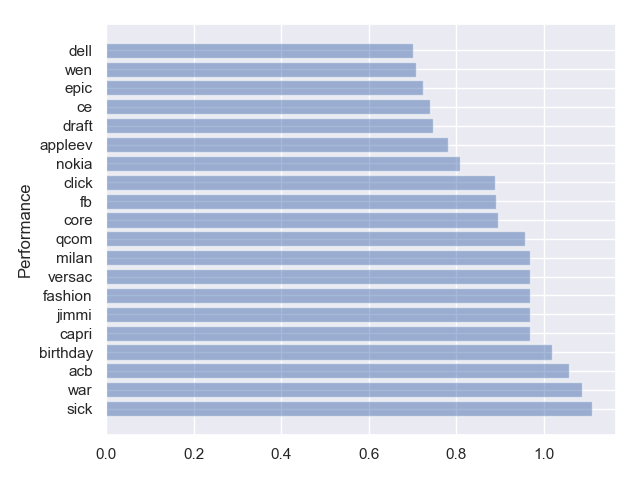 dell
wen
epic
ce
draft
appleev
nokia
click
fb
core
qcom
milan
versac
fashion
jimmi
capri
birthday
acb
war
sick
Performance
0.0 0.2 0.4 0.6 0.8 1.0